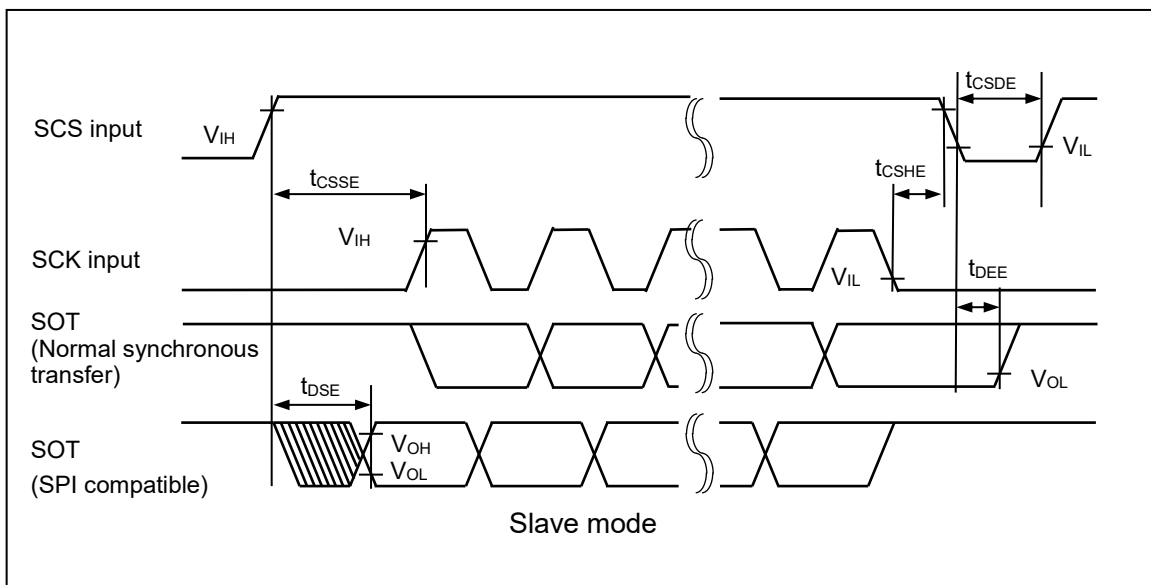 tCSDE
SCS input
VIH
VIL
tCSHE
tCSSE
VIH
SCK input
VIL
tDEE
SOT
(Normal synchronous
transfer)
VOL
tDSE
VOH
VOL
SOT
(SPI compatible)
Slave mode